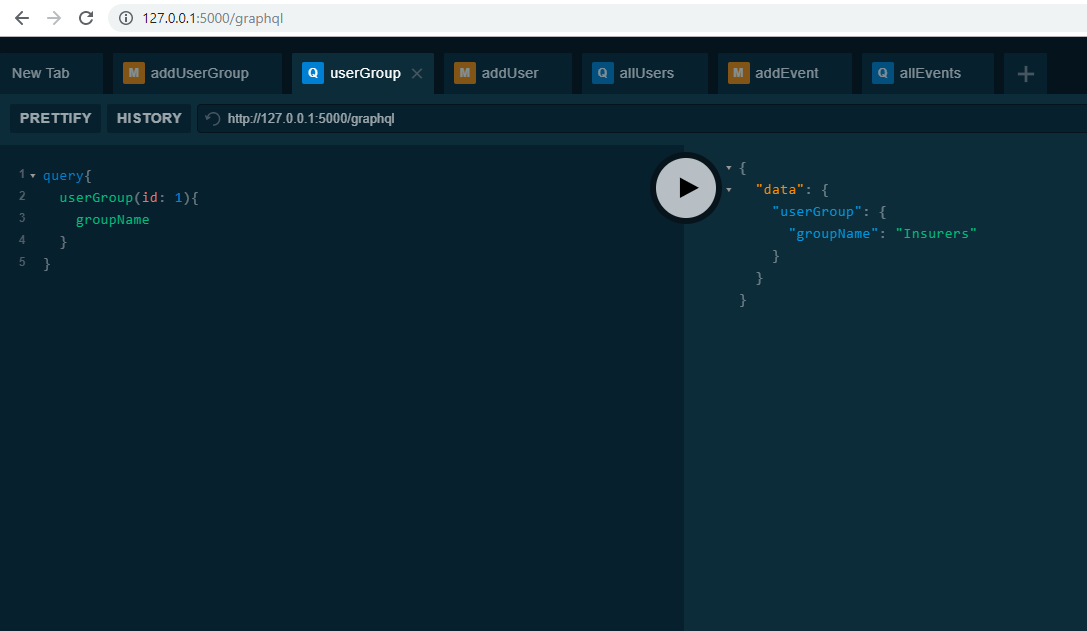 127.0.0.1:5000/graphql
New Tab M addUserGroup Q userGroup M addUser Q allUsers M addEvent Q allEvents
PRETTIFY HISTORY http://127.0.0.1:5000/graphql
1 query{
2 userGroup(id: 1){
3 groupName
4 }
5 }
{
"data": {
"userGroup": {
"groupName": "Insurers"
}
}
}